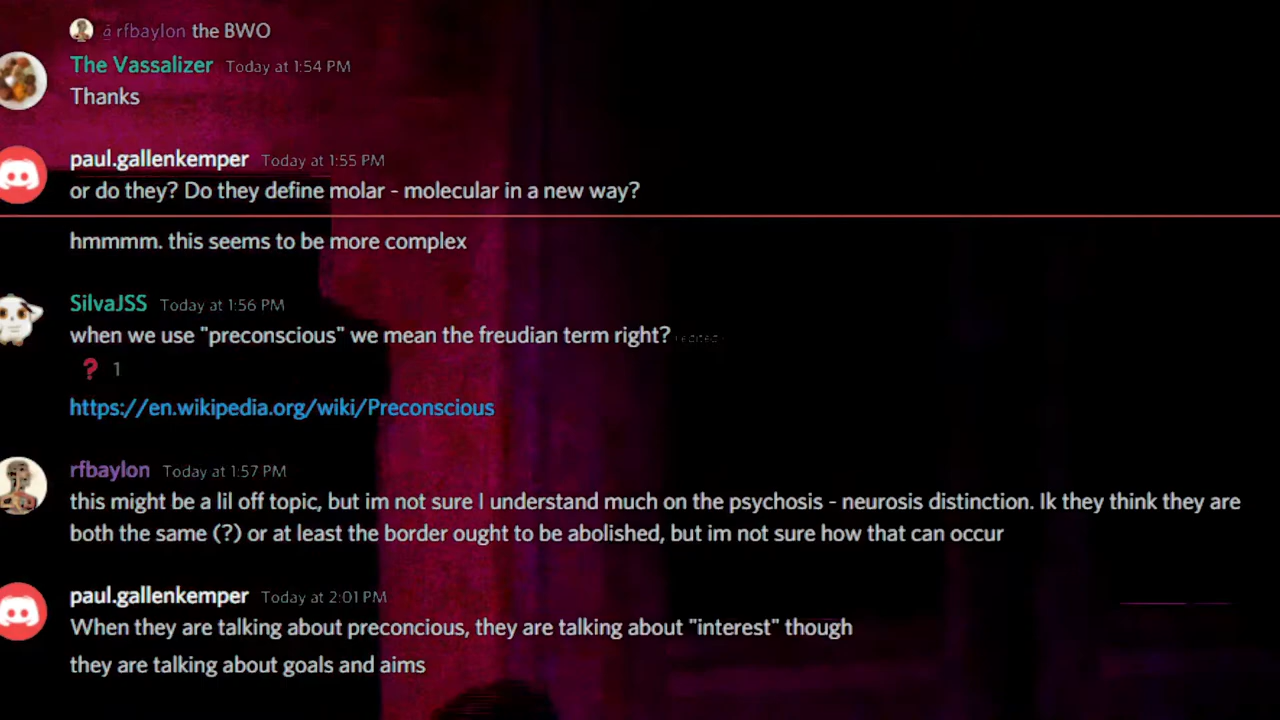 rfbaylon the BWO
The Vassalizer Today at 1:54 PM
Thanks
paul.gallenkemper Today at 1:55 PM
or do they? Do they define molar - molecular in a new way?
hmmmm. this seems to be more complex
SilvaJSS Today at 1:56 PM
when we use "preconscious" we mean the freudian term right? (edited)
? 1
https://en.wikipedia.org/wiki/Preconscious
rfbaylon Today at 1:57 PM
this might be a lil off topic, but im not sure I understand much on the psychosis - neurosis distinction. Ik they think they are
both the same (?) or at least the border ought to be abolished, but im not sure how that can occur
paul.gallenkemper Today at 2:01 PM
When they are talking about preconcious, they are talking about "interest" though
they are talking about goals and aims